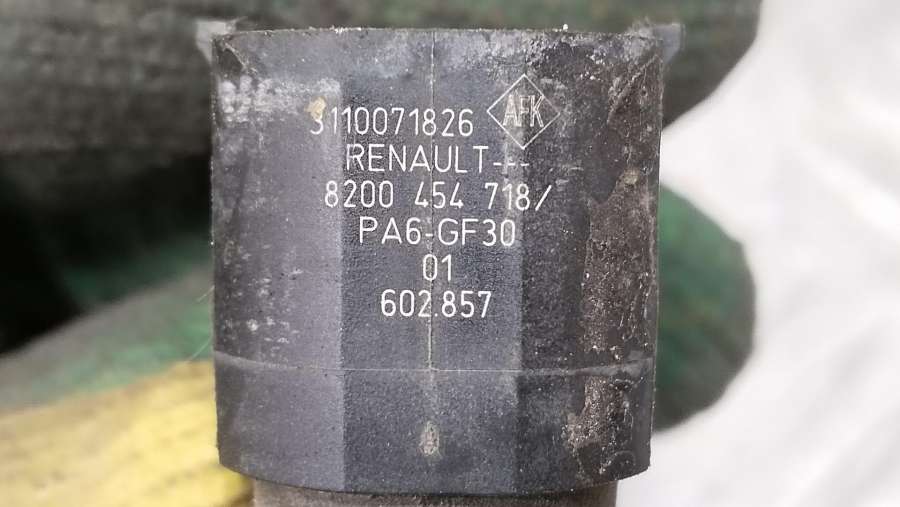 3110071826 AFK
RENAULT---
8200 454 718/
PA6-GF30
01
602.857